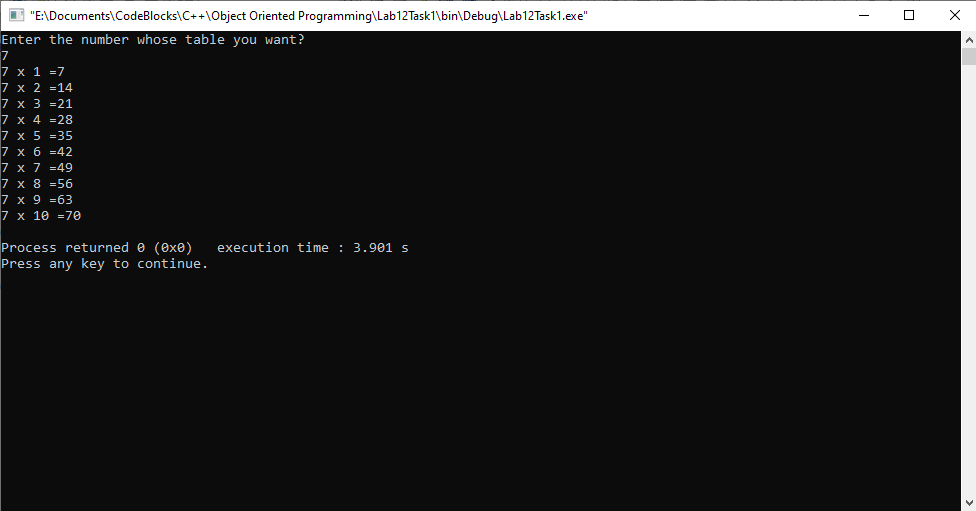 "E:\Documents\CodeBlocks\C++\Object Oriented Programming\Lab12Task1\bin\Debug\Lab12Task1.exe"
Enter the number whose table you want?
7
7 x 1 =7
7 x 2 =14
7 x 3 =21
7 x 4 =28
7 x 5 =35
7 x 6 =42
7 x 7 =49
7 x 8 =56
7 x 9 =63
7 x 10 =70
Process returned 0 (0x0)   execution time : 3.901 s
Press any key to continue.